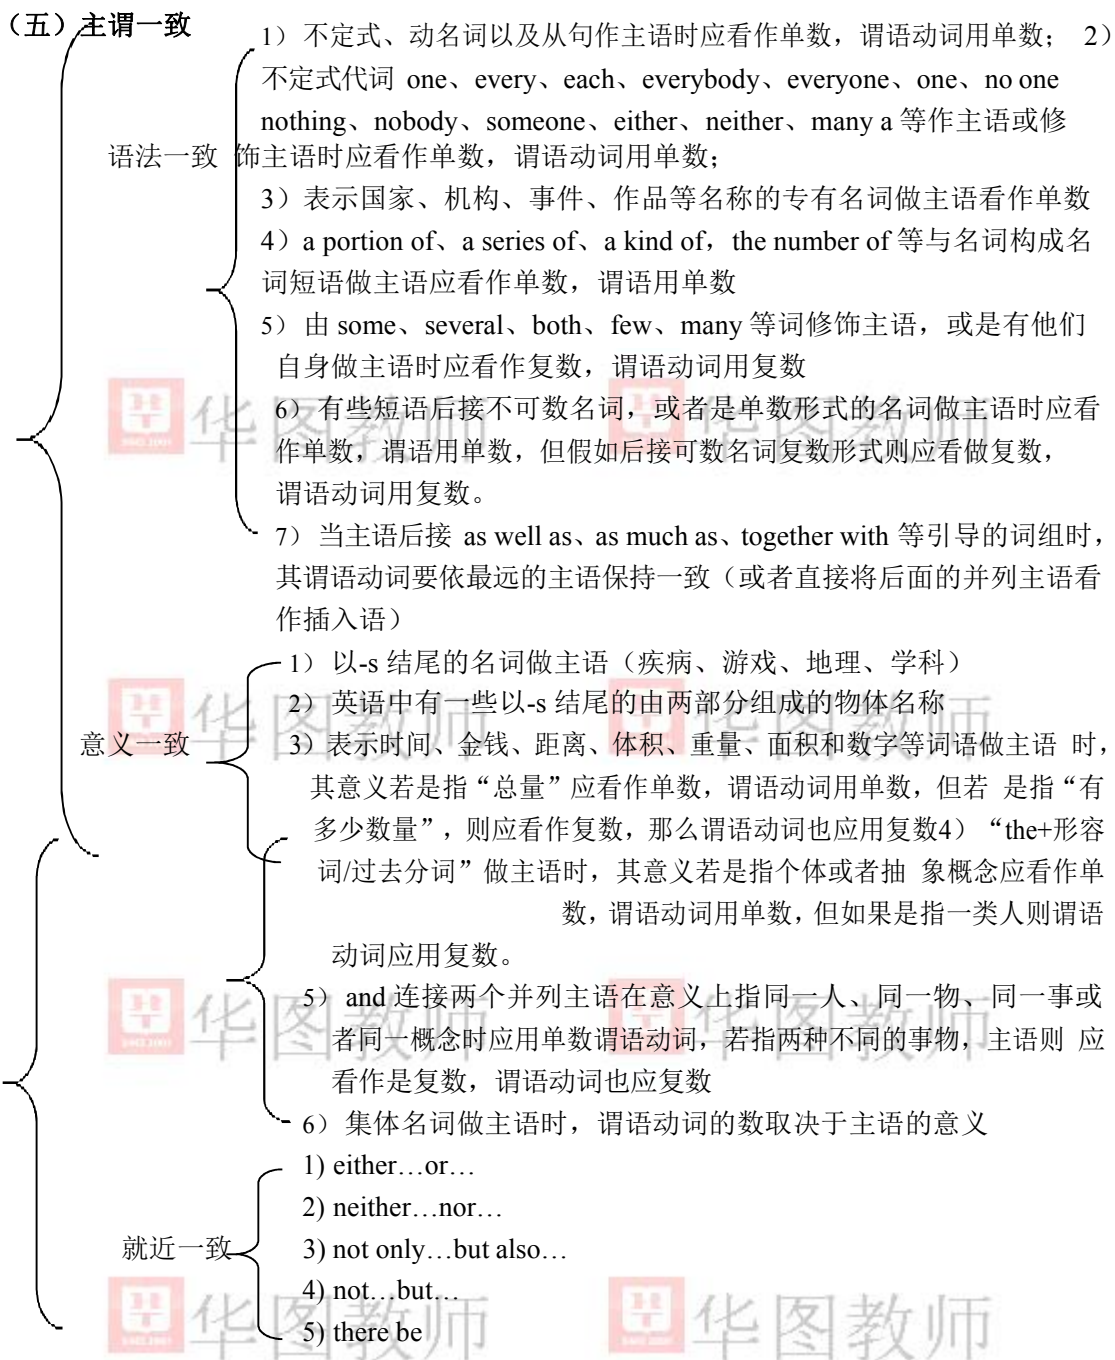 （五）主谓一致
1） 不定式、动名词以及从句作主语时应看作单数，谓语动词用单数； 2）
不定式代词 one、every、each、everybody、everyone、one、no one
nothing、nobody、someone、either、neither、many a 等作主语或修
语法一致 饰主语时应看作单数，谓语动词用单数；
3）表示国家、机构、事件、作品等名称的专有名词做主语看作单数
4）a portion of、a series of、a kind of，the number of 等与名词构成名
词短语做主语应看作单数，谓语用单数
5） 由 some、several、both、few、many 等词修饰主语，或是有他们
自身做主语时应看作复数，谓语动词用复数
6） 有些短语后接不可数名词，或者是单数形式的名词做主语时应看
作单数，谓语用单数，但假如后接可数名词复数形式则应看做复数，
谓语动词用复数。
7） 当主语后接 as well as、as much as、together with 等引导的词组时，
其谓语动词要依最远的主语保持一致（或者直接将后面的并列主语看
作插入语）
1） 以-s 结尾的名词做主语（疾病、游戏、地理、学科）
2） 英语中有一些以-s 结尾的由两部分组成的物体名称
意义一致 3）表示时间、金钱、距离、体积、重量、面积和数字等词语做主语 时，
其意义若是指“总量”应看作单数，谓语动词用单数，但若 是指“有
多少数量”，则应看作复数，那么谓语动词也应用复数4）“the+形容
词/过去分词”做主语时，其意义若是指个体或者抽 象概念应看作单
数，谓语动词用单数，但如果是指一类人则谓语
动词应用复数。
5） and 连接两个并列主语在意义上指同一人、同一物、同一事或
者同一概念时应用单数谓语动词，若指两种不同的事物，主语则 应
看作是复数，谓语动词也应复数
6）集体名词做主语时，谓语动词的数取决于主语的意义
1) either…or…
2) neither…nor…
就近一致 3) not only…but also…
4) not…but…
5) there be
华图教师 华图教师
华图教师 华图教师
华图教师 华图教师
华图教师 华图教师